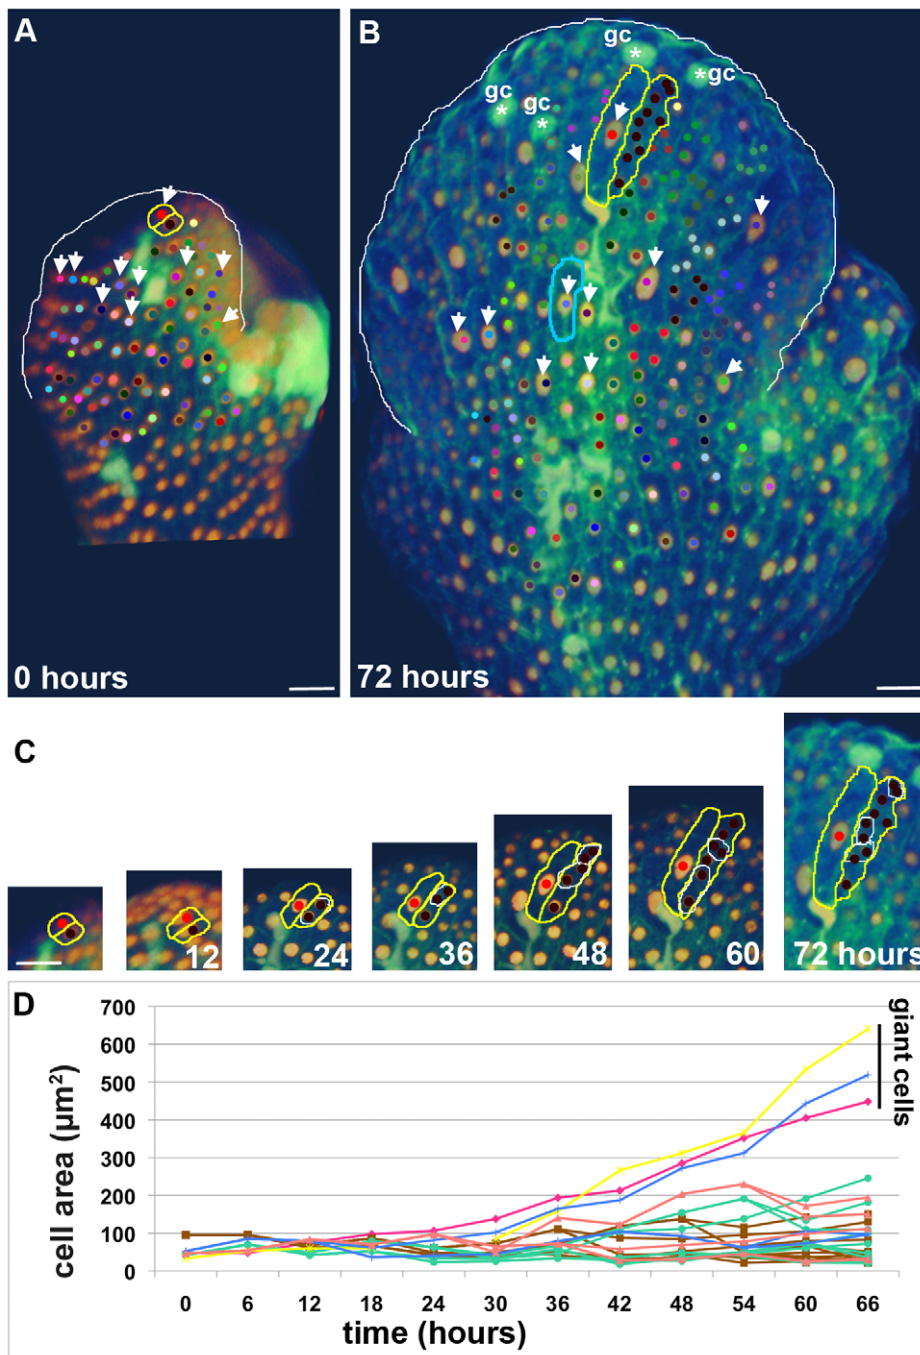 A
B
gc
*
* gc
gc
*
gc
*
0 hours
72 hours
C
12
24
36
48
60
72 hours
D
700
600
500
400
300
200
100
0
cell area (µm²)
giant cells
0 6 12 18 24 30 36 42 48 54 60 66
time (hours)